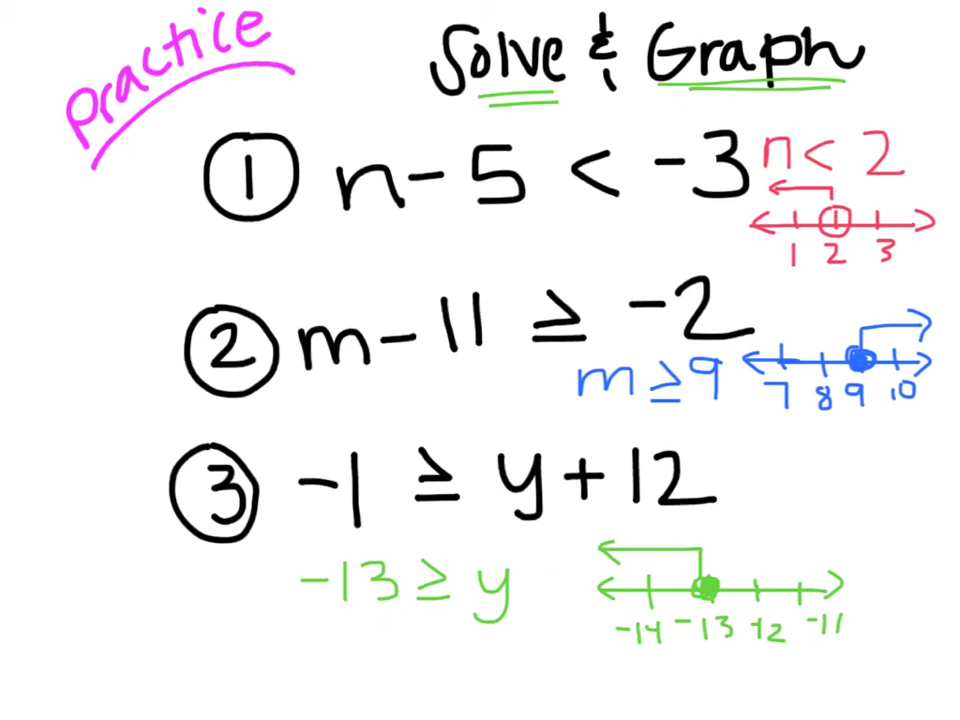 Practice
Solve & Graph
① n - 5 < -3
n < 2
1 2 3
② m - 11 ≥ -2
m ≥ 9
7 8 9 10
③ -1 ≥ y + 12
-13 ≥ y
-14 -13 -12 -11